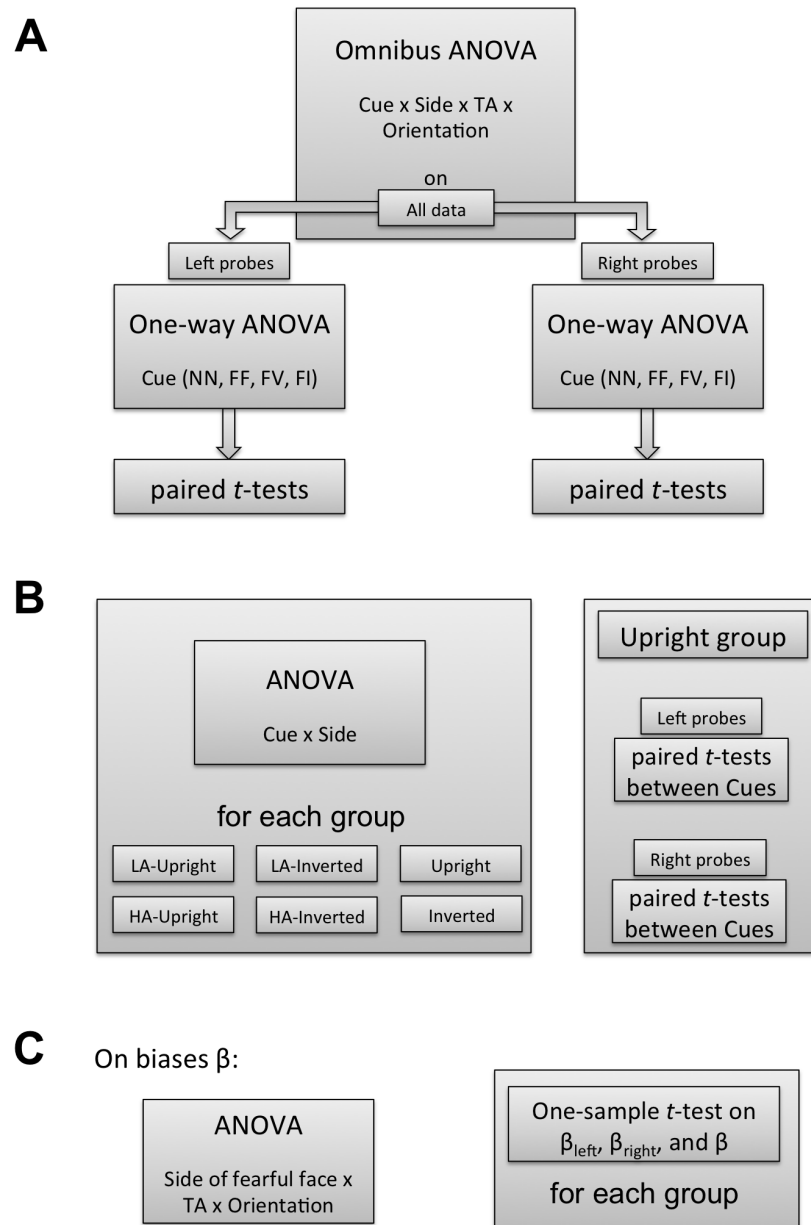 A
Omnibus ANOVA
Cue x Side x TA x
Orientation
on
All data
Left probes
Right probes
One-way ANOVA
Cue (NN, FF, FV, FI)
One-way ANOVA
Cue (NN, FF, FV, FI)
paired t-tests
paired t-tests
B
ANOVA
Cue x Side
for each group
LA-Upright
LA-Inverted
Upright
HA-Upright
HA-Inverted
Inverted
Upright group
Left probes
paired t-tests
between Cues
Right probes
paired t-tests
between Cues
C
On biases β:
ANOVA
Side of fearful face x
TA x Orientation
One-sample t-test on
βleft, βright, and β
for each group